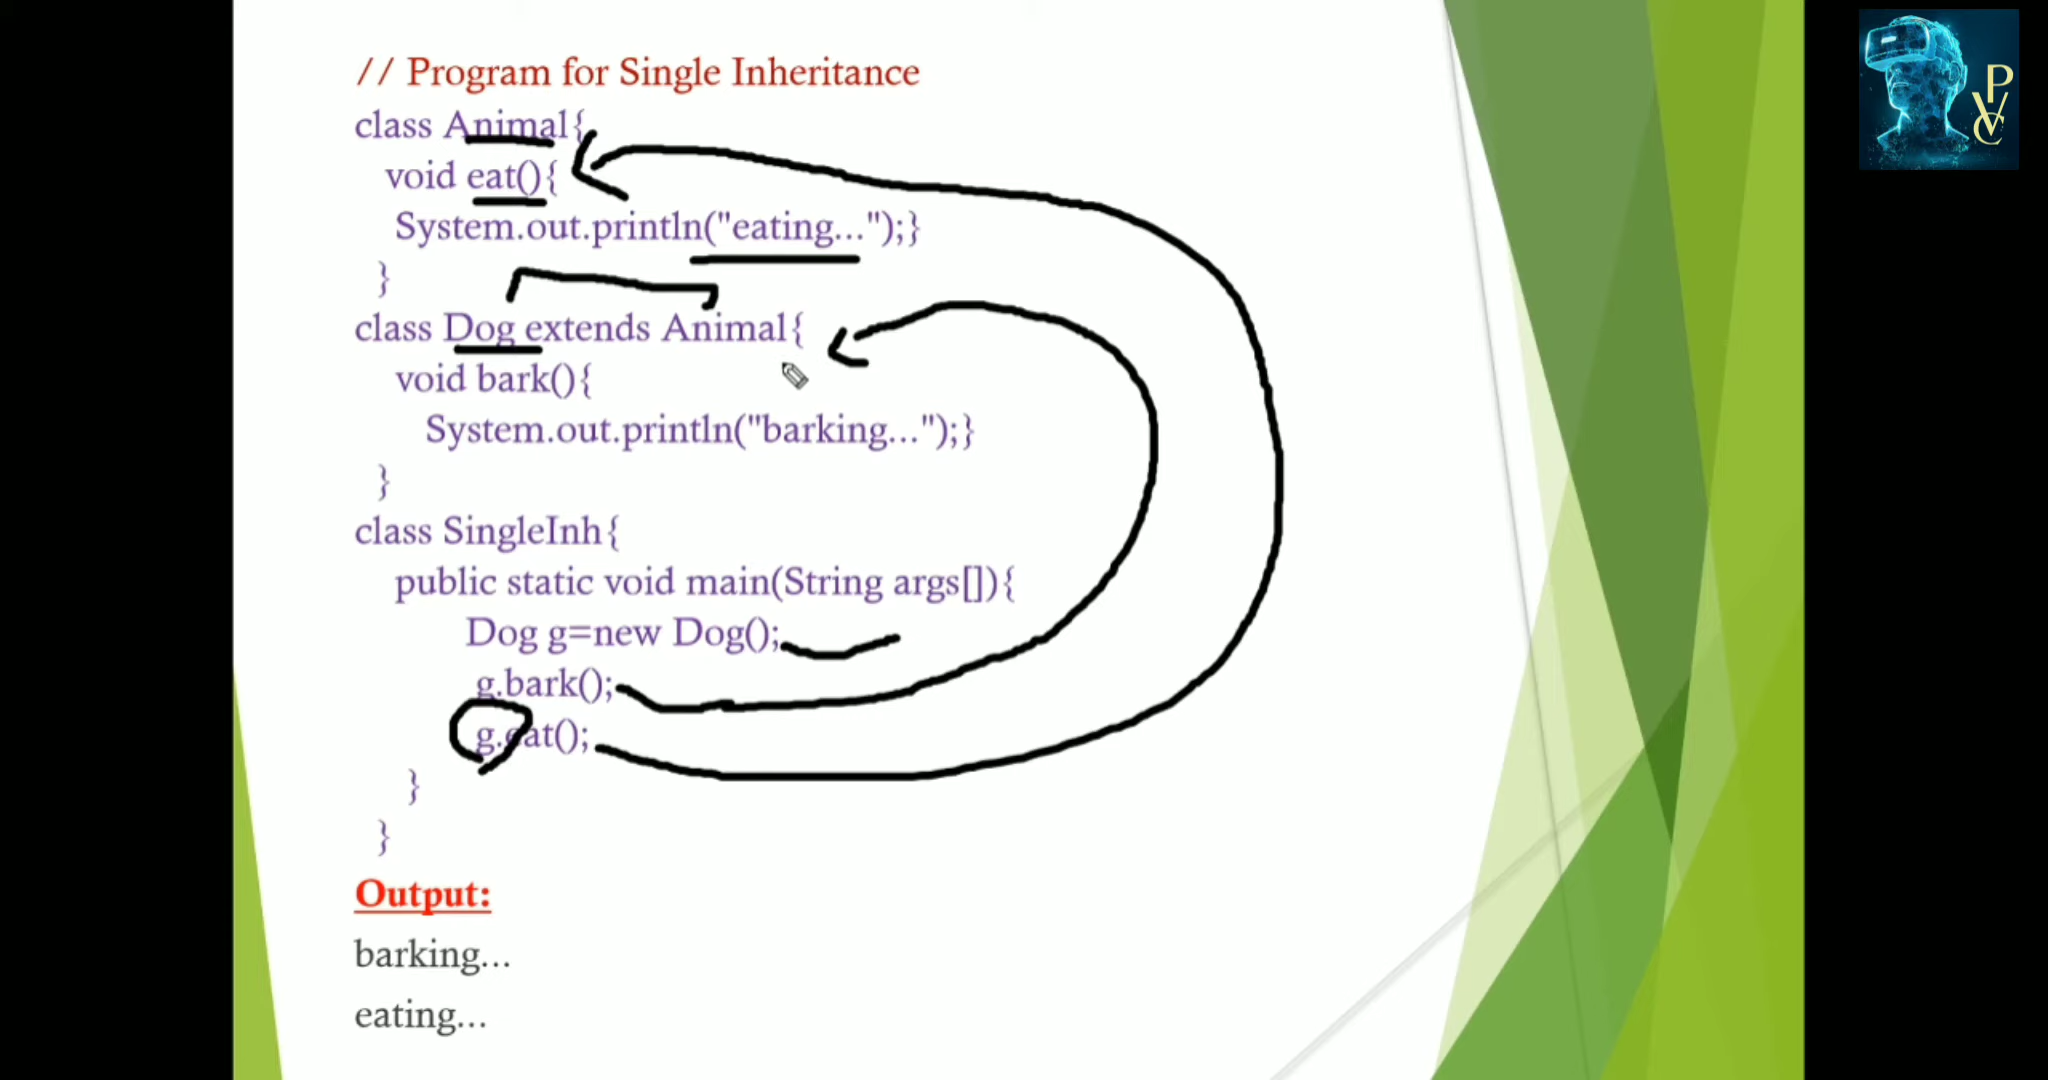 // Program for Single Inheritance
class Animal{
void eat(){
System.out.println("eating...");}
}
class Dog extends Animal{
void bark(){
System.out.println("barking...");}
}
class SingleInh{
public static void main(String args[]){
Dog g=new Dog();
g.bark();
g.eat();
}
}
Output:
barking...
eating...
PVC